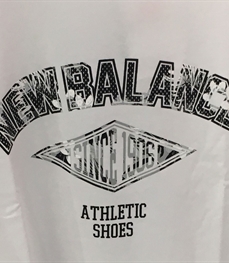 NEW BALANCE
SINCE 1906
ATHLETIC
SHOES